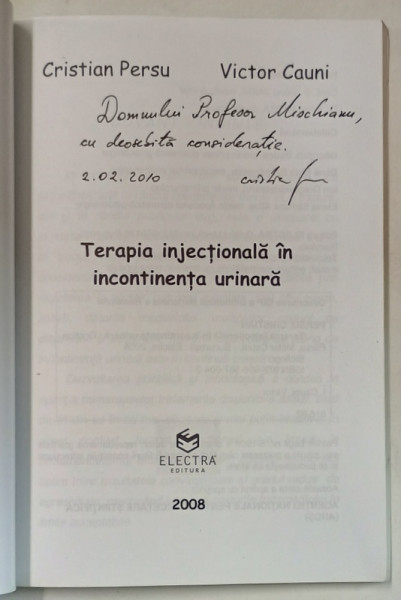 Cristian Persu Victor Cauni
Domnului Profesor Mischianu,
cu deosebită considerație.
2.02.2010 Cristian
Terapia injecțională în
incontinența urinară
ELECTRA
EDITURA
2008